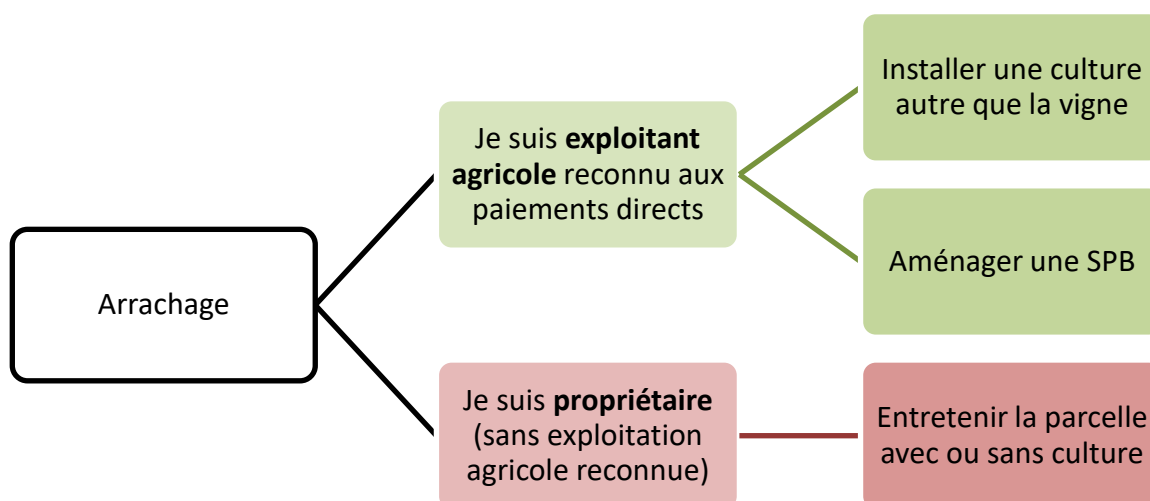 Arrachage
Je suis exploitant
agricole reconnu aux
paiements directs
Installer une culture
autre que la vigne
Aménager une SPB
Je suis propriétaire
(sans exploitation
agricole reconnue)
Entretenir la parcelle
avec ou sans culture